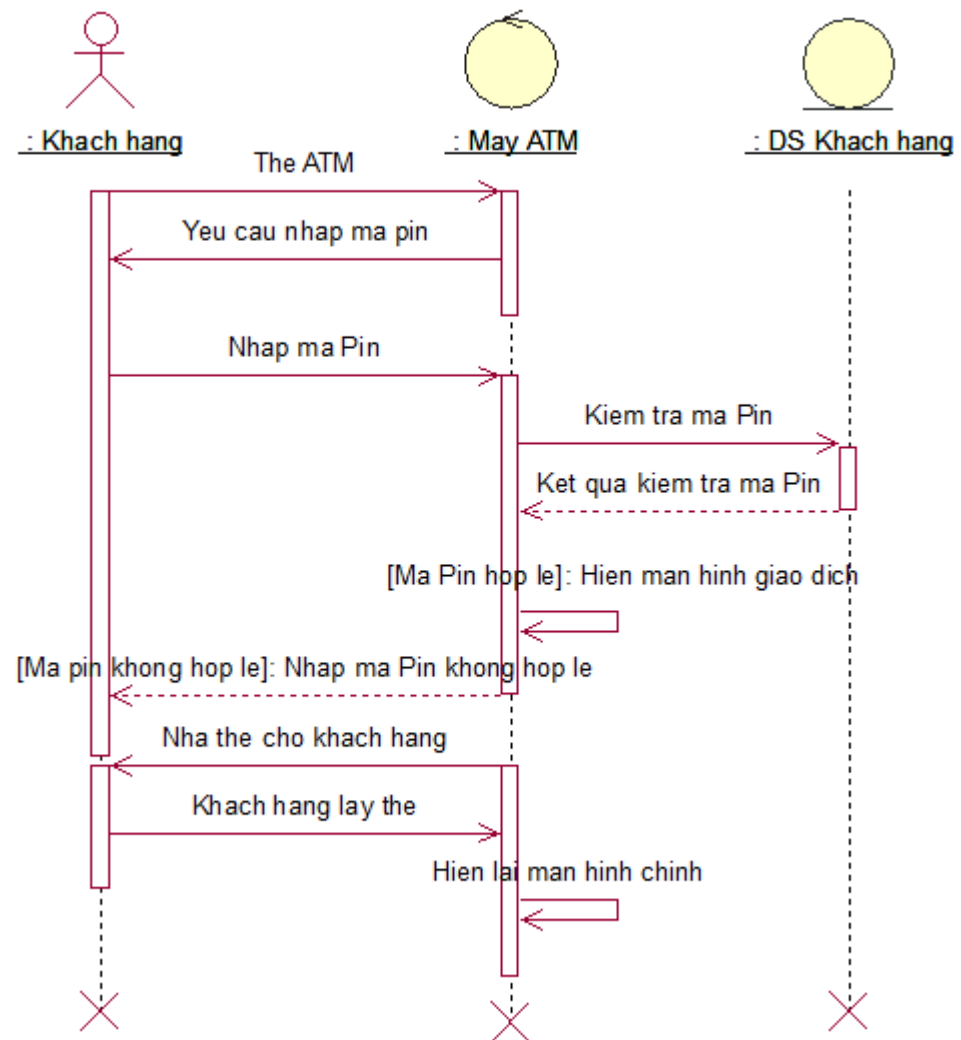 : Khach hang
: May ATM
: DS Khach hang
The ATM
Yeu cau nhap ma pin
Nhap ma Pin
Kiem tra ma Pin
Ket qua kiem tra ma Pin
[Ma Pin hop le]: Hien man hinh giao dich
[Ma pin khong hop le]: Nhap ma Pin khong hop le
Nha the cho khach hang
Khach hang lay the
Hien lai man hinh chinh